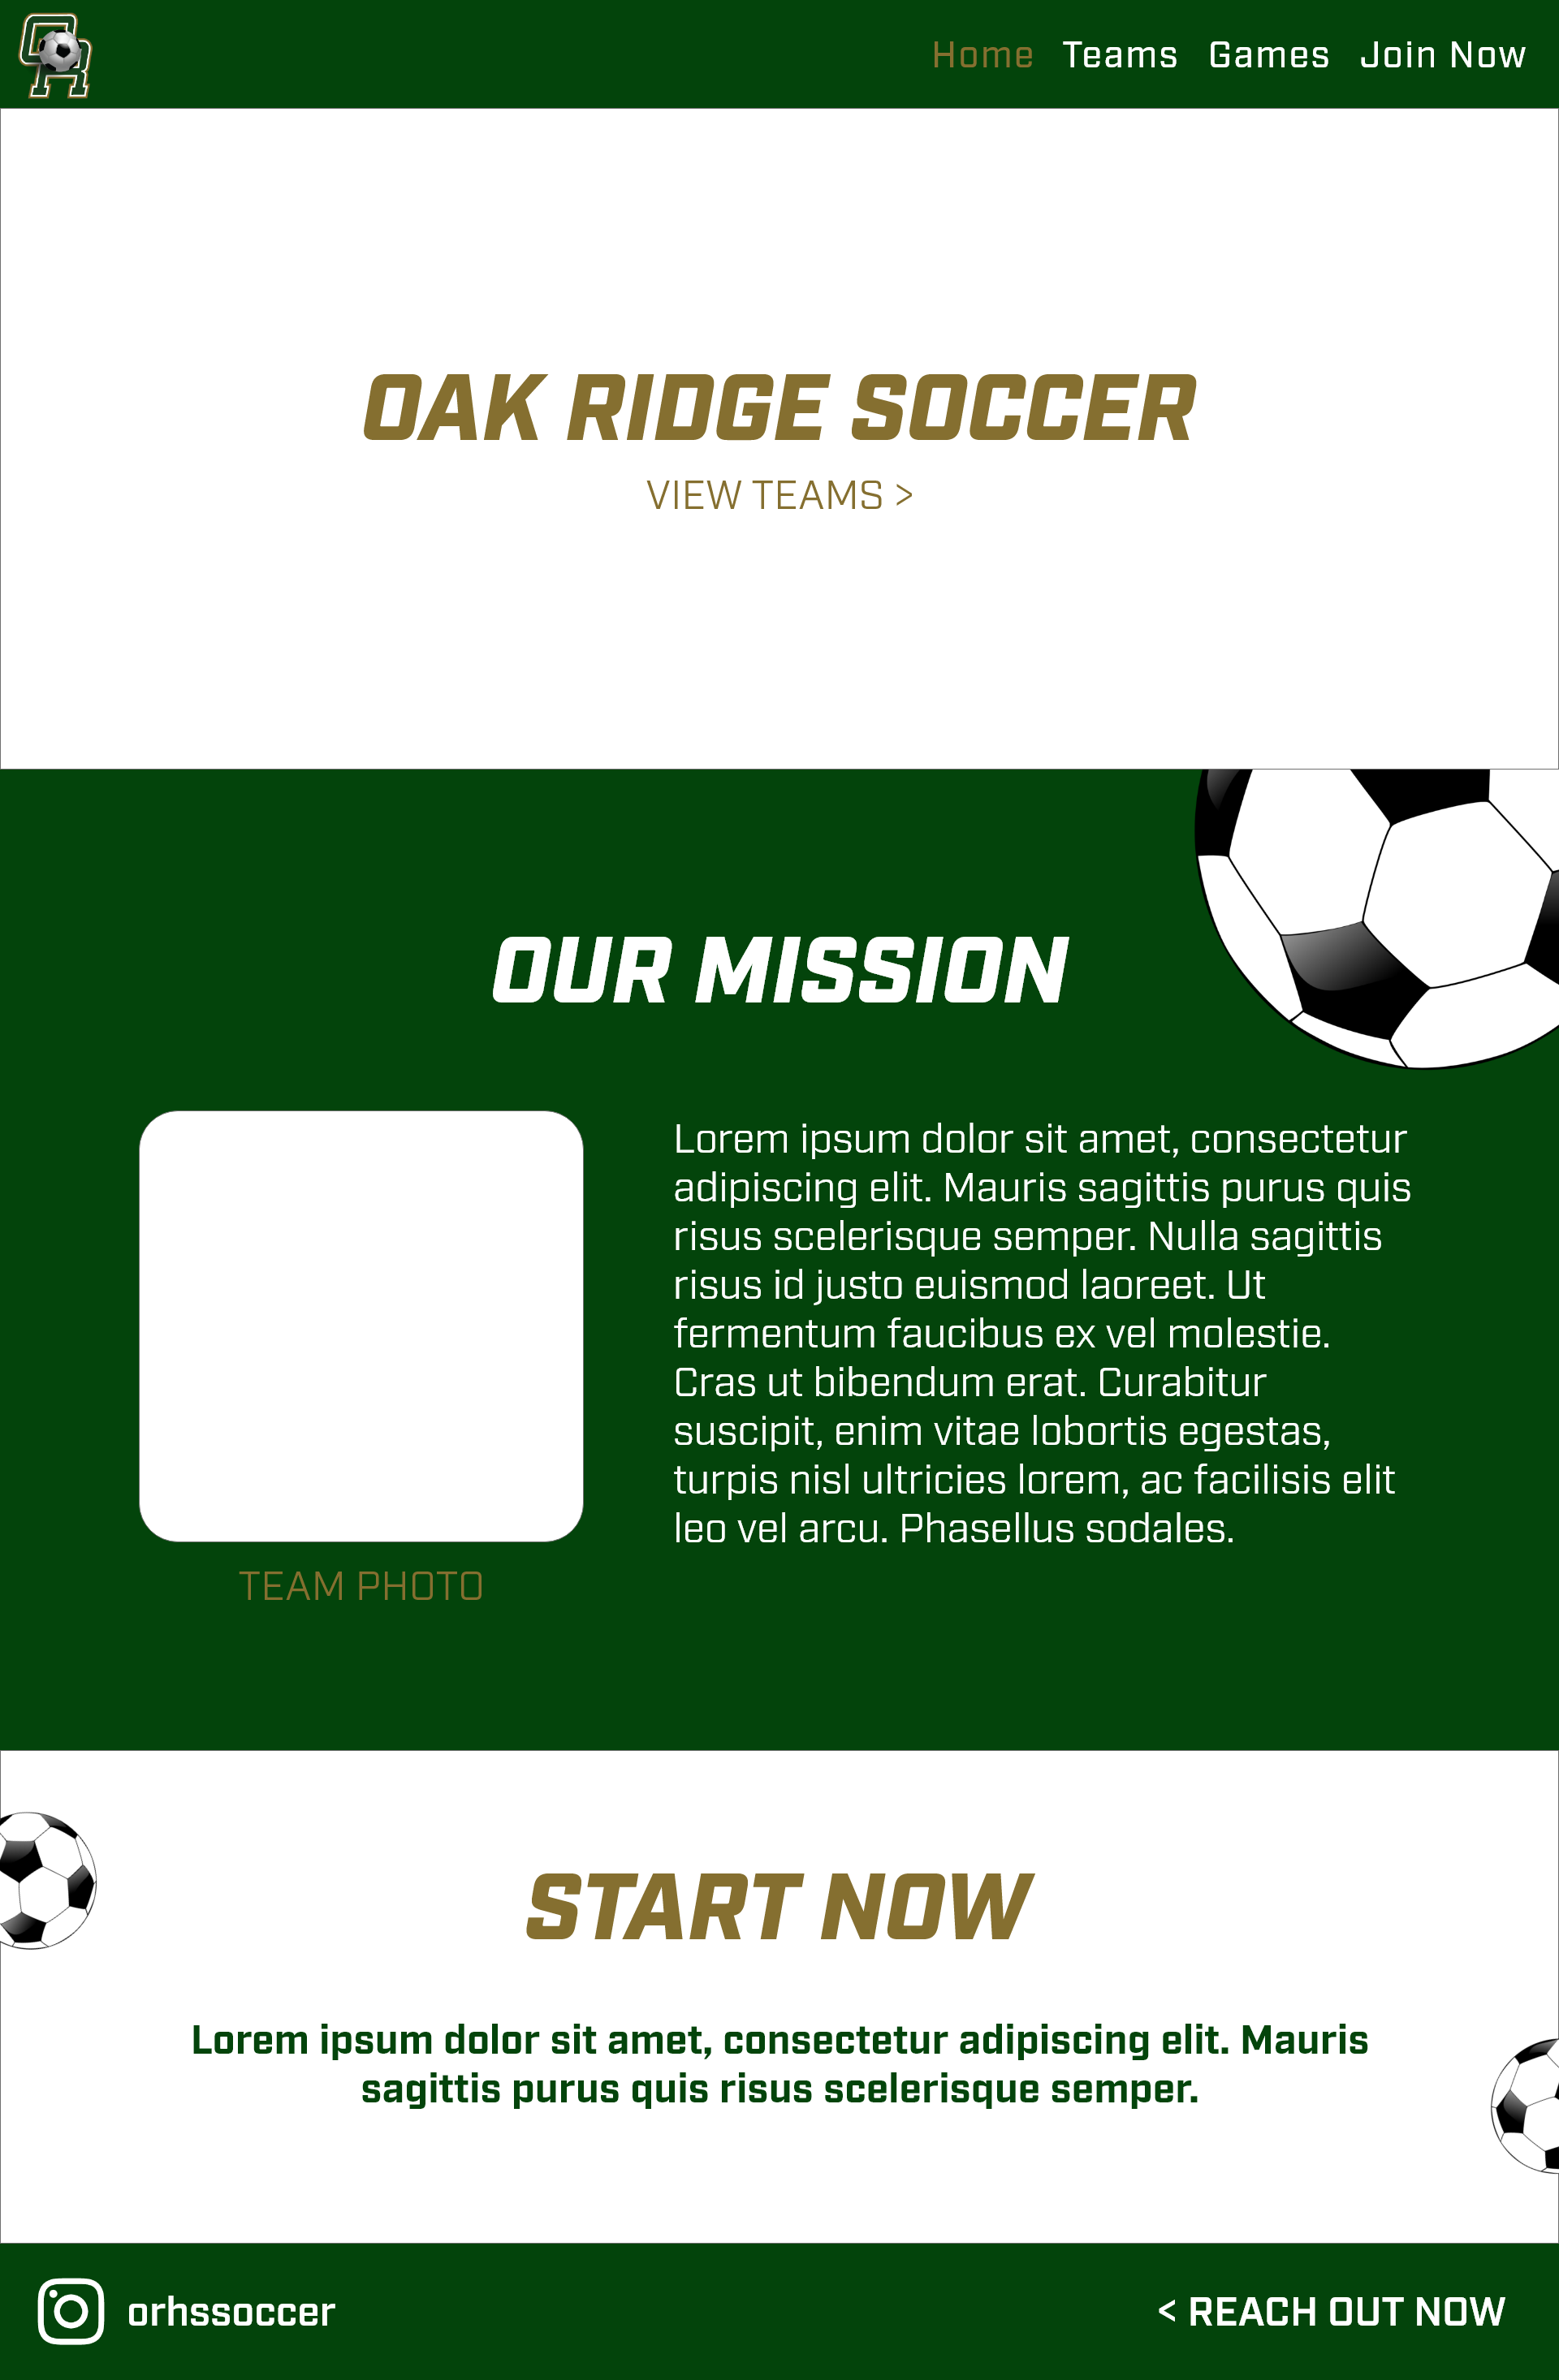 OR
Home Teams Games Join Now
OAK RIDGE SOCCER
VIEW TEAMS >
OUR MISSION
Lorem ipsum dolor sit amet, consectetur
adipiscing elit. Mauris sagittis purus quis
risus scelerisque semper. Nulla sagittis
risus id justo euismod laoreet. Ut
fermentum faucibus ex vel molestie.
Cras ut bibendum erat. Curabitur
suscipit, enim vitae lobortis egestas,
turpis nisl ultricies lorem, ac facilisis elit
leo vel arcu. Phasellus sodales.
TEAM PHOTO
START NOW
Lorem ipsum dolor sit amet, consectetur adipiscing elit. Mauris
sagittis purus quis risus scelerisque semper.
orhssoccer
< REACH OUT NOW